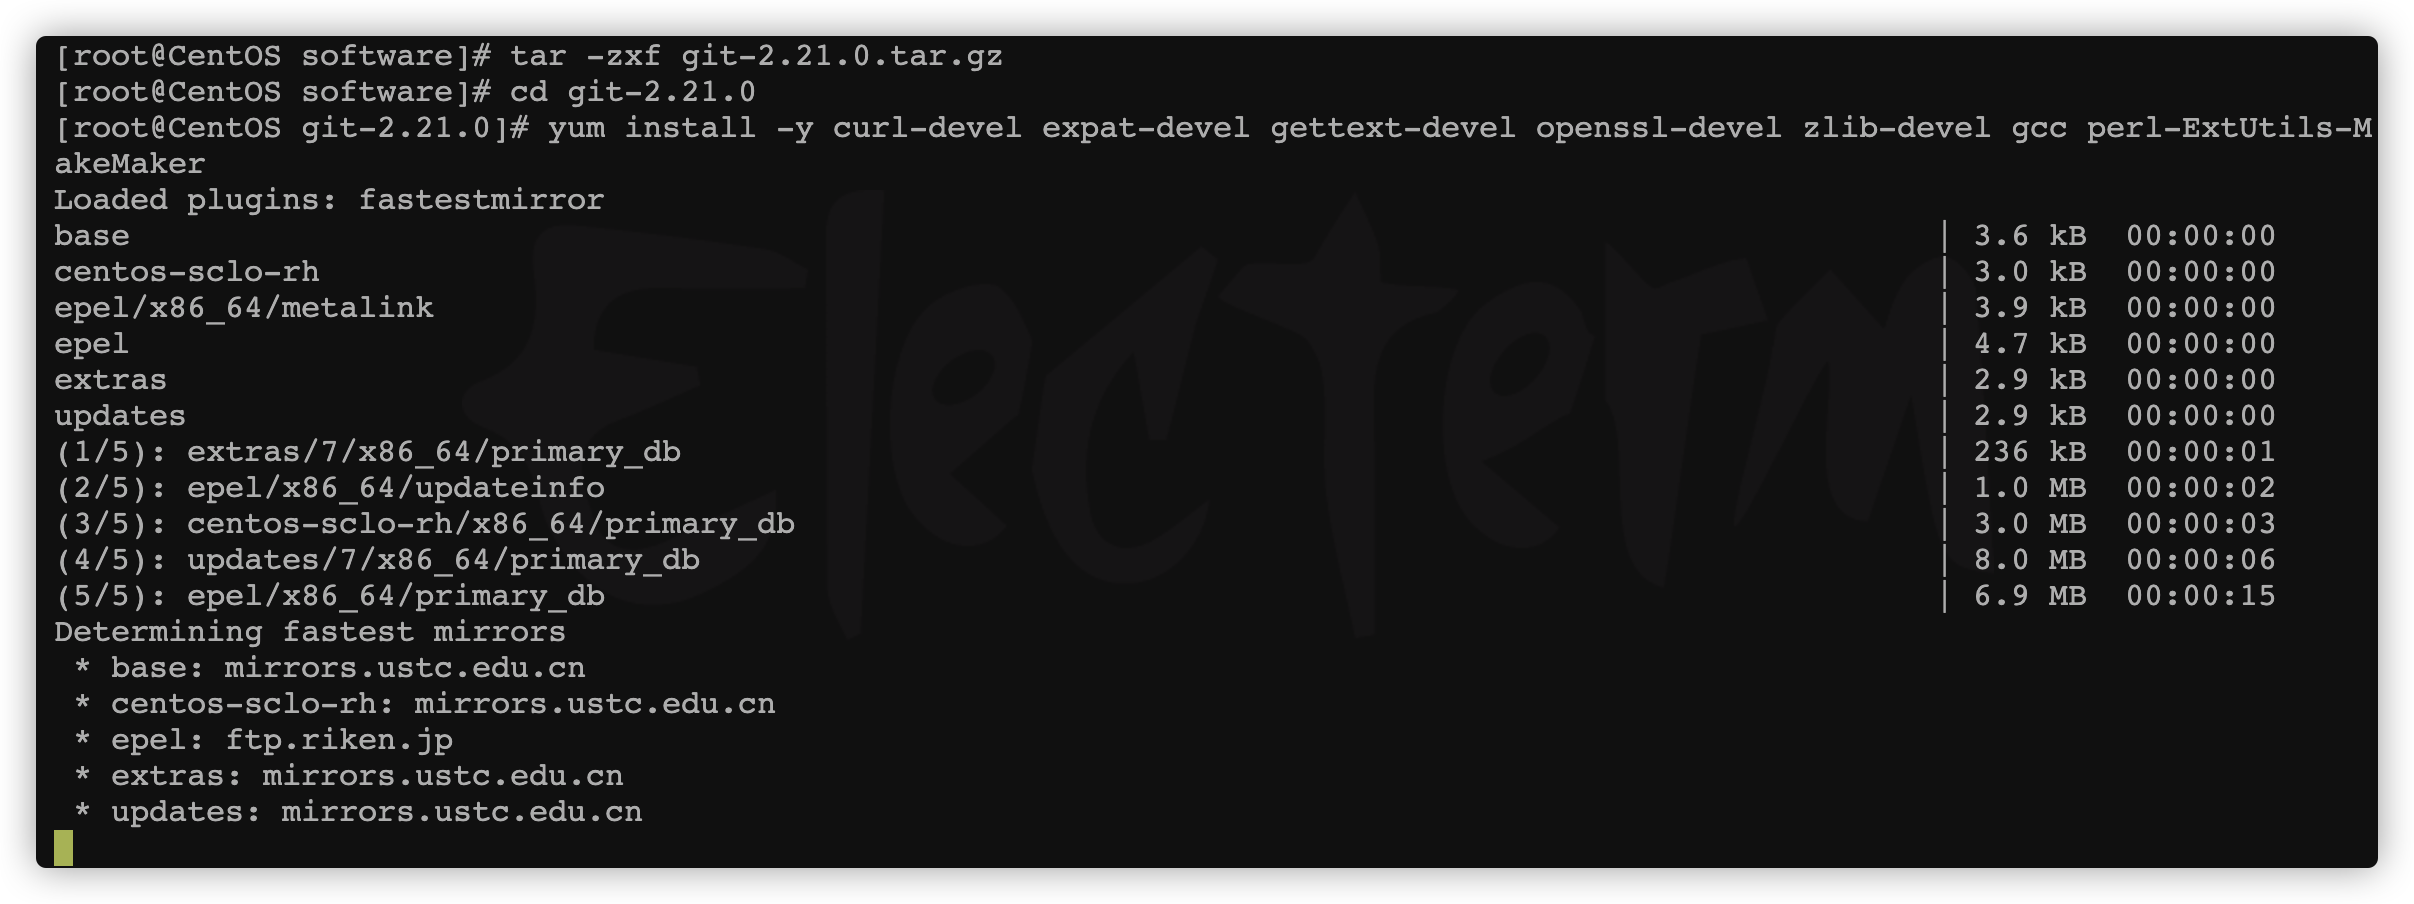 [root@CentOS software]# tar -zxf git-2.21.0.tar.gz
[root@CentOS software]# cd git-2.21.0
[root@CentOS git-2.21.0]# yum install -y curl-devel expat-devel gettext-devel openssl-devel zlib-devel gcc perl-ExtUtils-M
akeMaker
Loaded plugins: fastestmirror
base | 3.6 kB 00:00:00
centos-sclo-rh | 3.0 kB 00:00:00
epel/x86_64/metalink | 3.9 kB 00:00:00
epel | 4.7 kB 00:00:00
extras | 2.9 kB 00:00:00
updates | 2.9 kB 00:00:00
(1/5): extras/7/x86_64/primary_db | 236 kB 00:00:01
(2/5): epel/x86_64/updateinfo | 1.0 MB 00:00:02
(3/5): centos-sclo-rh/x86_64/primary_db | 3.0 MB 00:00:03
(4/5): updates/7/x86_64/primary_db | 8.0 MB 00:00:06
(5/5): epel/x86_64/primary_db | 6.9 MB 00:00:15
Determining fastest mirrors
 * base: mirrors.ustc.edu.cn
 * centos-sclo-rh: mirrors.ustc.edu.cn
 * epel: ftp.riken.jp
 * extras: mirrors.ustc.edu.cn
 * updates: mirrors.ustc.edu.cn
Electerm